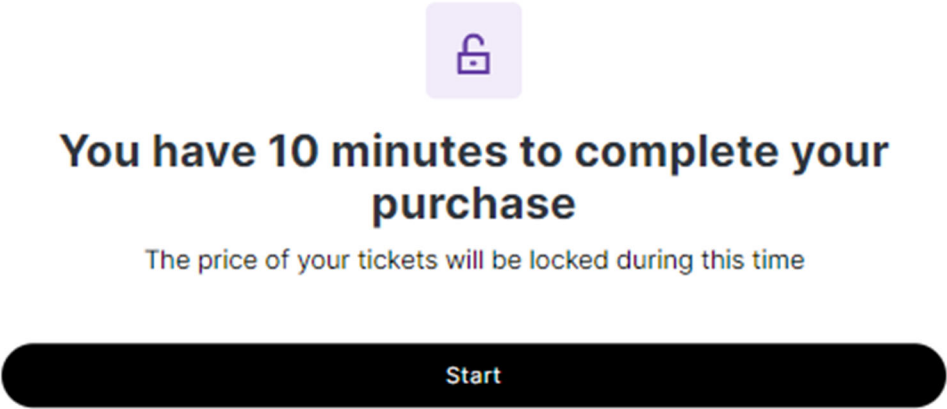 You have 10 minutes to complete your
purchase
The price of your tickets will be locked during this time
Start